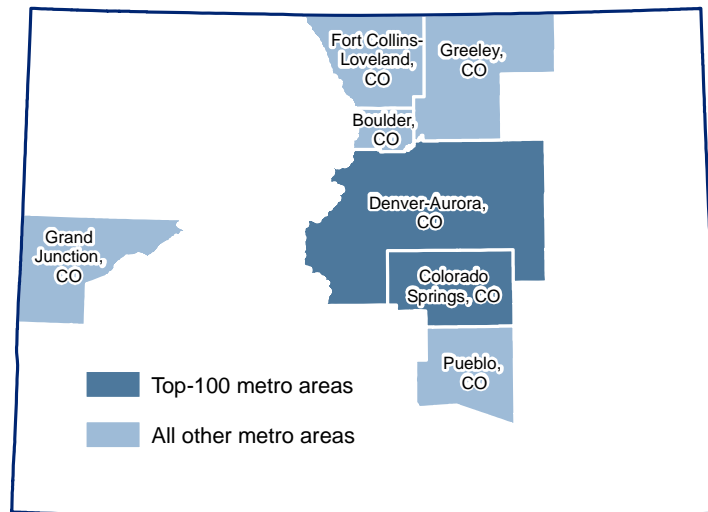 Fort Collins-
Loveland,
CO
Greeley,
CO
Boulder,
CO
Denver-Aurora,
CO
Grand
Junction,
CO
Colorado
Springs, CO
Pueblo,
CO
Top-100 metro areas
All other metro areas